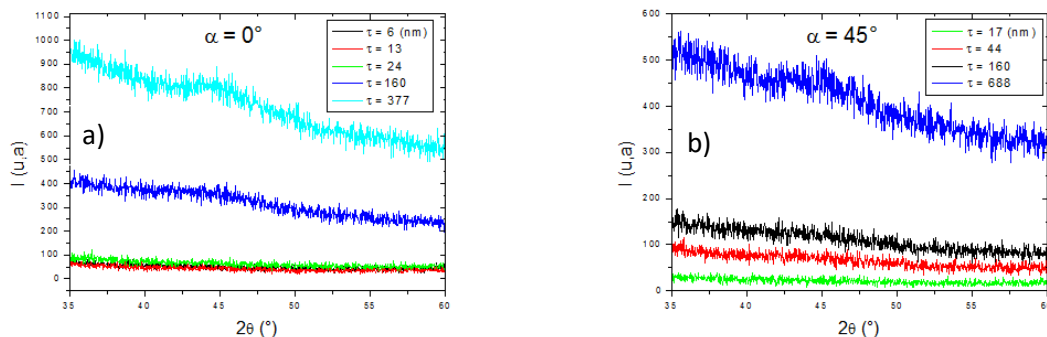 α = 0°
τ = 6 (nm)
τ = 13
τ = 24
τ =160
τ = 377
a)
1100
1000
900
800
700
600
500
400
300
200
100
0
I (u,a)
35 40 45 50 55 60
2θ (°)
α = 45°
τ = 17 (nm)
τ = 44
τ = 160
τ = 688
b)
600
500
400
300
200
100
0
I (u,a)
35 40 45 50 55 60
2θ (°)